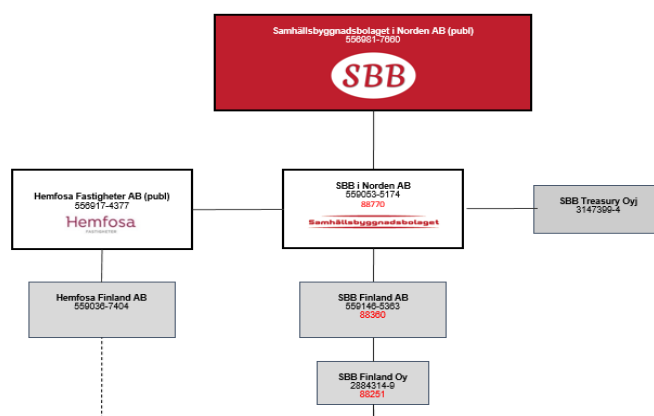 Samhällsbyggnadsbolaget i Norden AB (publ)
556981-7660
SBB
Hemfosa Fastigheter AB (publ)
556917-4377
Hemfosa
FASTIGHETER
SBB i Norden AB
559053-5174
88770
Samhällsbyggnadsbolaget
SBB Treasury Oyj
3147399-4
Hemfosa Finland AB
559036-7404
SBB Finland AB
559146-5363
88360
SBB Finland Oy
2884314-9
88251